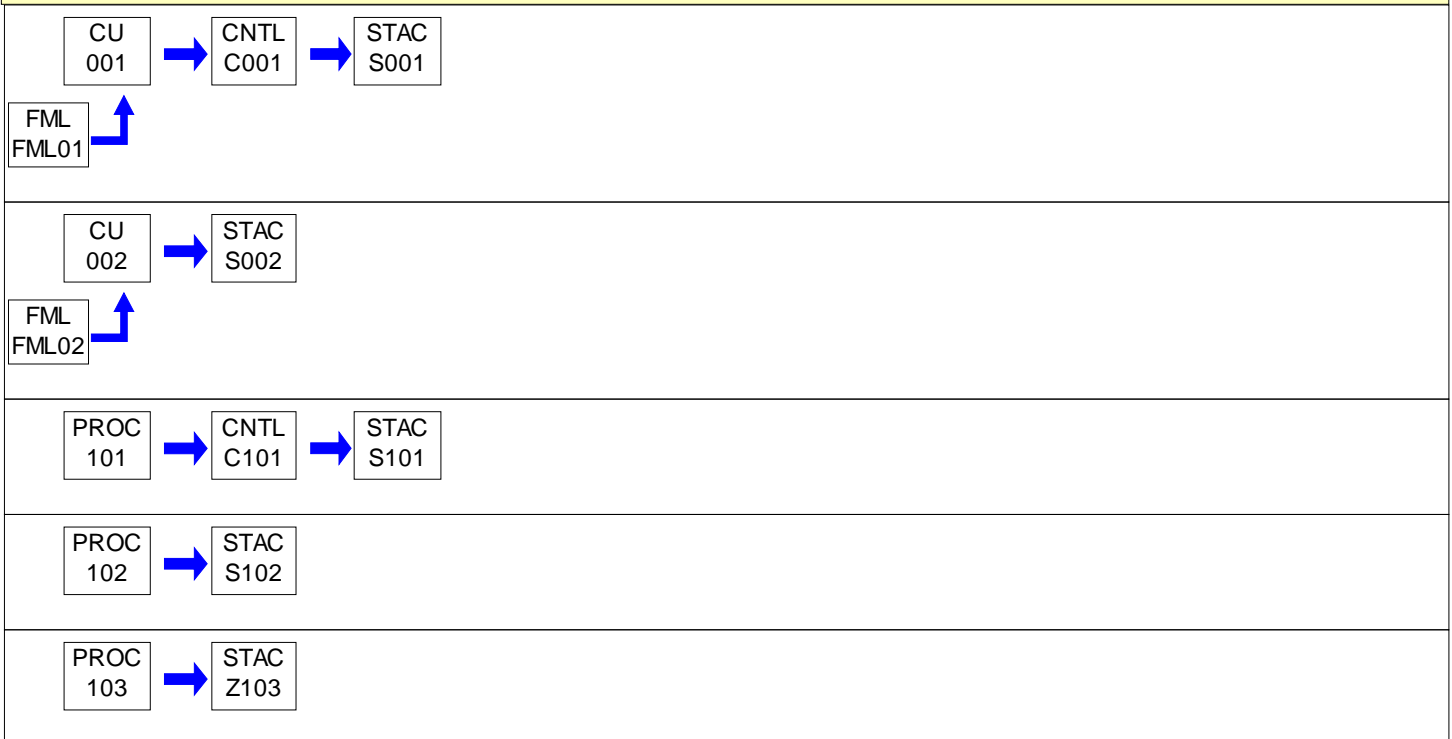 CU
001
CNTL
C001
STAC
S001
FML
FML01
CU
002
STAC
S002
FML
FML02
PROC
101
CNTL
C101
STAC
S101
PROC
102
STAC
S102
PROC
103
STAC
Z103